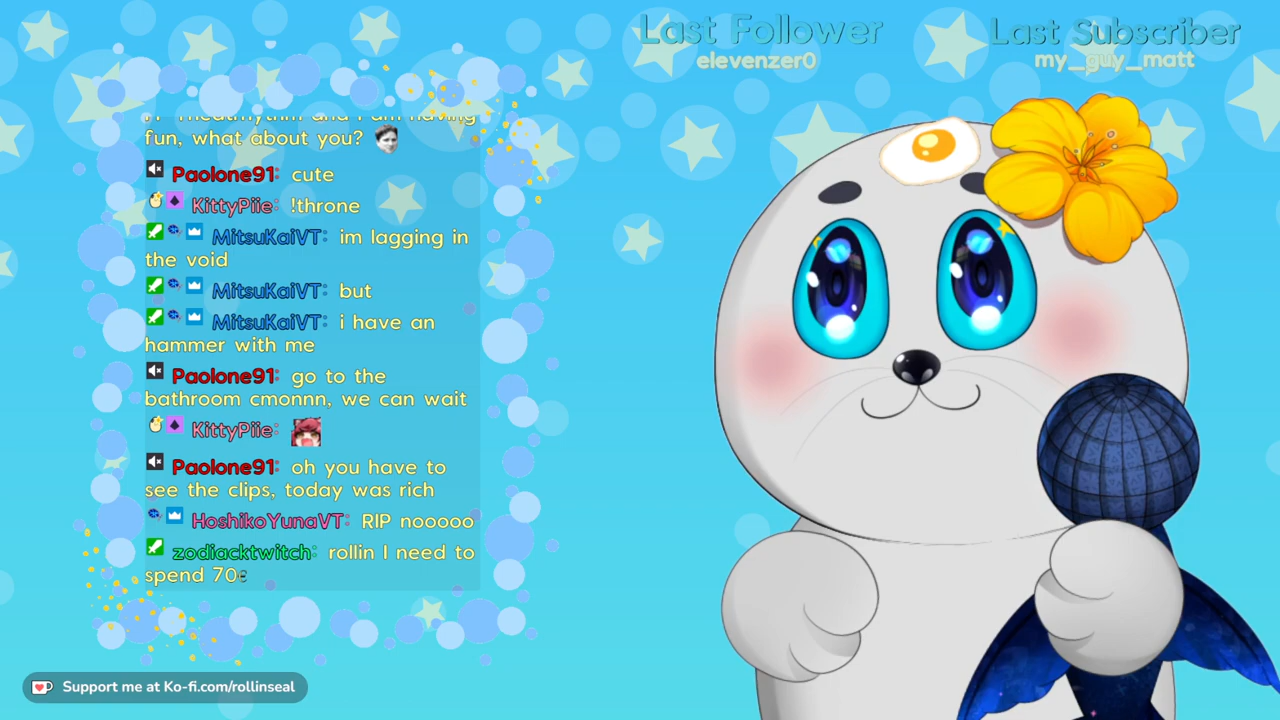 Last Follower
elevenzer0
Last Subscriber
my_guy_matt
fun, what about you?
Paolone91: cute
KittyPiie: !throne
MitsuKaiVT: im lagging in
the void
MitsuKaiVT: but
MitsuKaiVT: i have an
hammer with me
Paolone91: go to the
bathroom cmonnn, we can wait
KittyPiie:
Paolone91: oh you have to
see the clips, today was rich
HoshikoYunaVT: RIP nooooo
zodiacktwitch: rollin I need to
spend 70€
Support me at Ko-fi.com/rollinseal